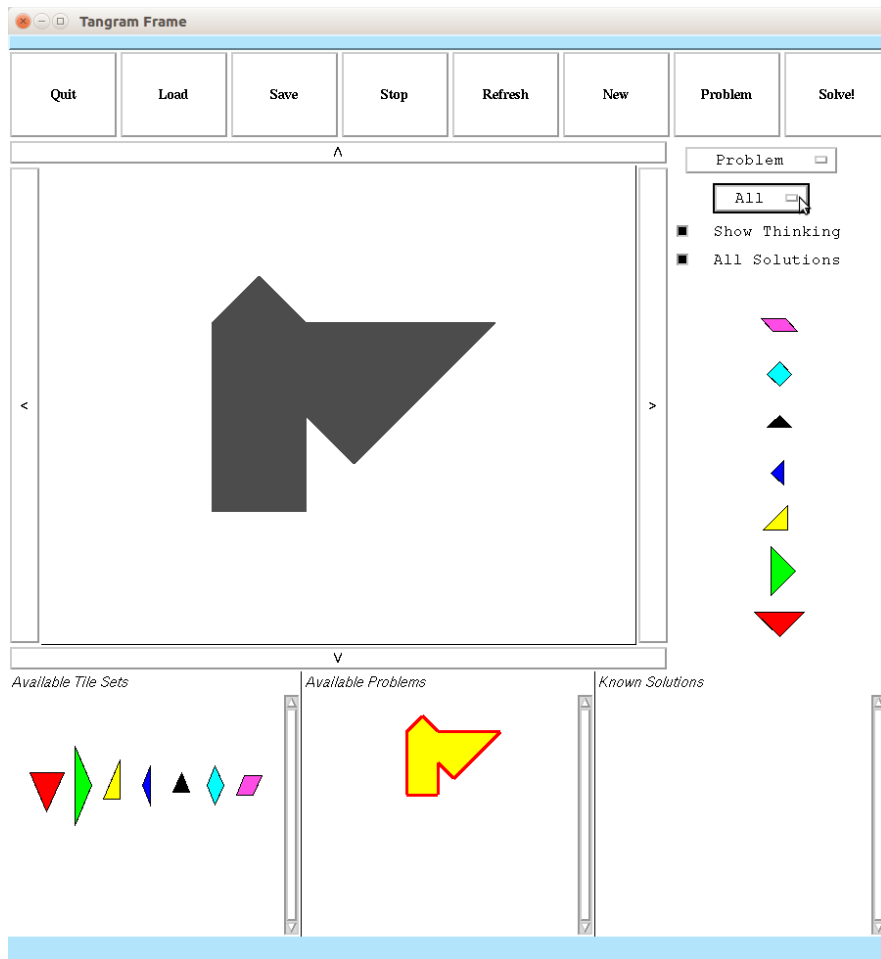 Tangram Frame
Quit Load Save Stop Refresh New Problem Solve!
Λ
Problem
All
Show Thinking
All Solutions
< >
V
Available Tile Sets Available Problems Known Solutions